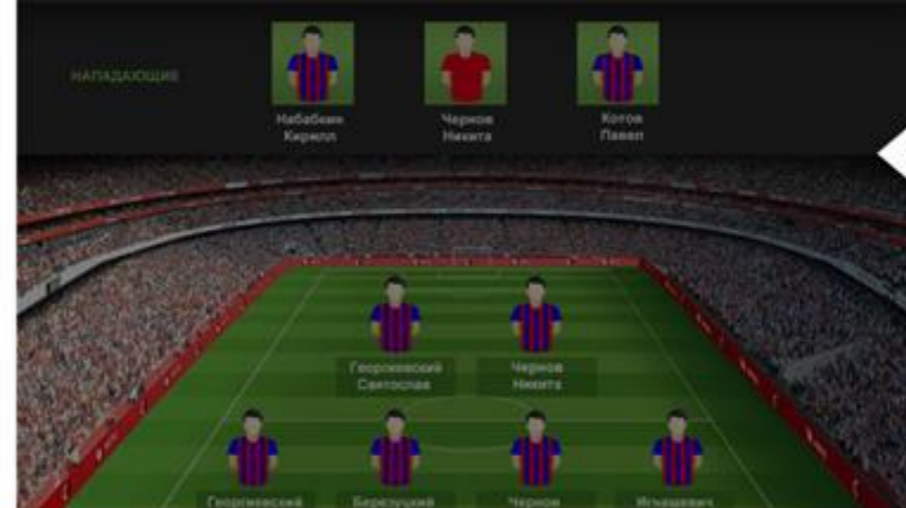 НАПАДАЮЩИЕ
Набабкин
Кирилл
Чернов
Никита
Котов
Павел
Георгиевский
Святослав
Чернов
Никита
Георгиевский
Березуцкий
Чернов
Игнашевич